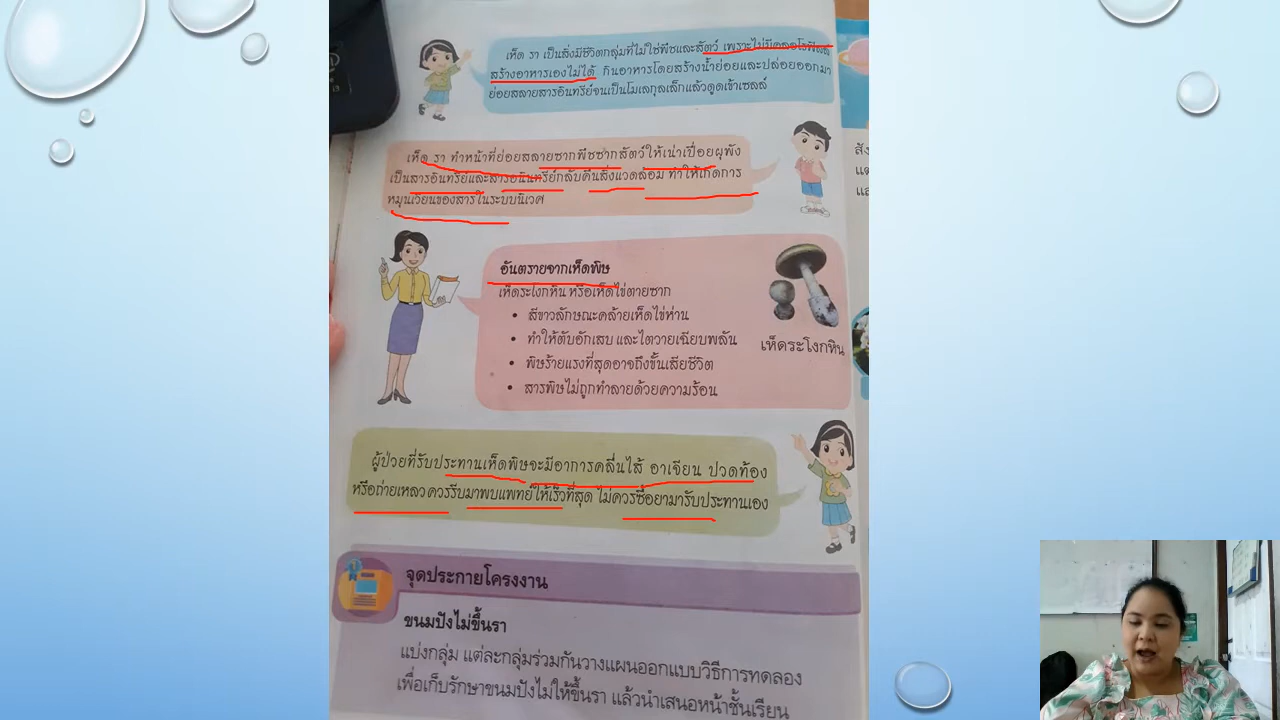 เห็ด รา เป็นสิ่งมีชีวิตกลุ่มที่ไม่ใช่พืชและสัตว์ เพราะไม่มีคลอโรฟิลล์
สร้างอาหารเองไม่ได้ กินอาหารโดยสร้างน้ำย่อยและปล่อยออกมา
ย่อยสลายสารอินทรีย์จนเป็นโมเลกุลเล็กแล้วดูดเข้าเซลล์
เห็ด รา ทำหน้าที่ย่อยสลายซากพืชซากสัตว์ให้เน่าเปื่อยผุพัง
เป็นสารอินทรีย์และสารอนินทรีย์กลับคืนสิ่งแวดล้อม ทำให้เกิดการ
หมุนเวียนของสารในระบบนิเวศ
อันตรายจากเห็ดพิษ
เห็ดระโงกหิน หรือเห็ดไข่ตายซาก
• สีขาวลักษณะคล้ายเห็ดไข่ห่าน
• ทำให้ตับอักเสบ และไตวายเฉียบพลัน
• พิษร้ายแรงที่สุดอาจถึงขั้นเสียชีวิต
• สารพิษไม่ถูกทำลายด้วยความร้อน
เห็ดระโงกหิน
ผู้ป่วยที่รับประทานเห็ดพิษจะมีอาการคลื่นไส้ อาเจียน ปวดท้อง
หรือถ่ายเหลว ควรรีบมาพบแพทย์ให้เร็วที่สุด ไม่ควรซื้อยามารับประทานเอง
จุดประกายโครงงาน
ขนมปังไม่ขึ้นรา
แบ่งกลุ่ม แต่ละกลุ่มร่วมกันวางแผนออกแบบวิธีการทดลอง
เพื่อเก็บรักษาขนมปังไม่ให้ขึ้นรา แล้วนำเสนอหน้าชั้นเรียน